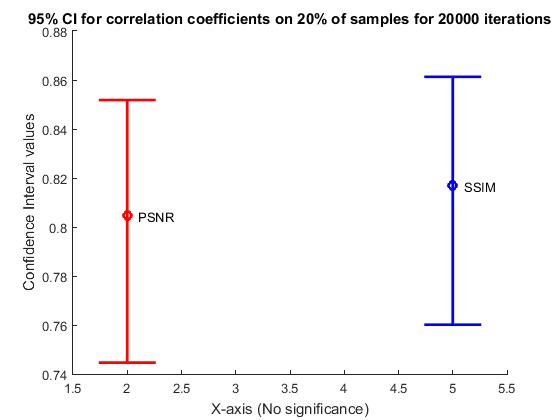 95% CI for correlation coefficients on 20% of samples for 20000 iterations
0.88
0.86
0.84
0.82
0.8
0.78
0.76
0.74
Confidence Interval values
PSNR
SSIM
1.5 2 2.5 3 3.5 4 4.5 5 5.5
X-axis (No significance)